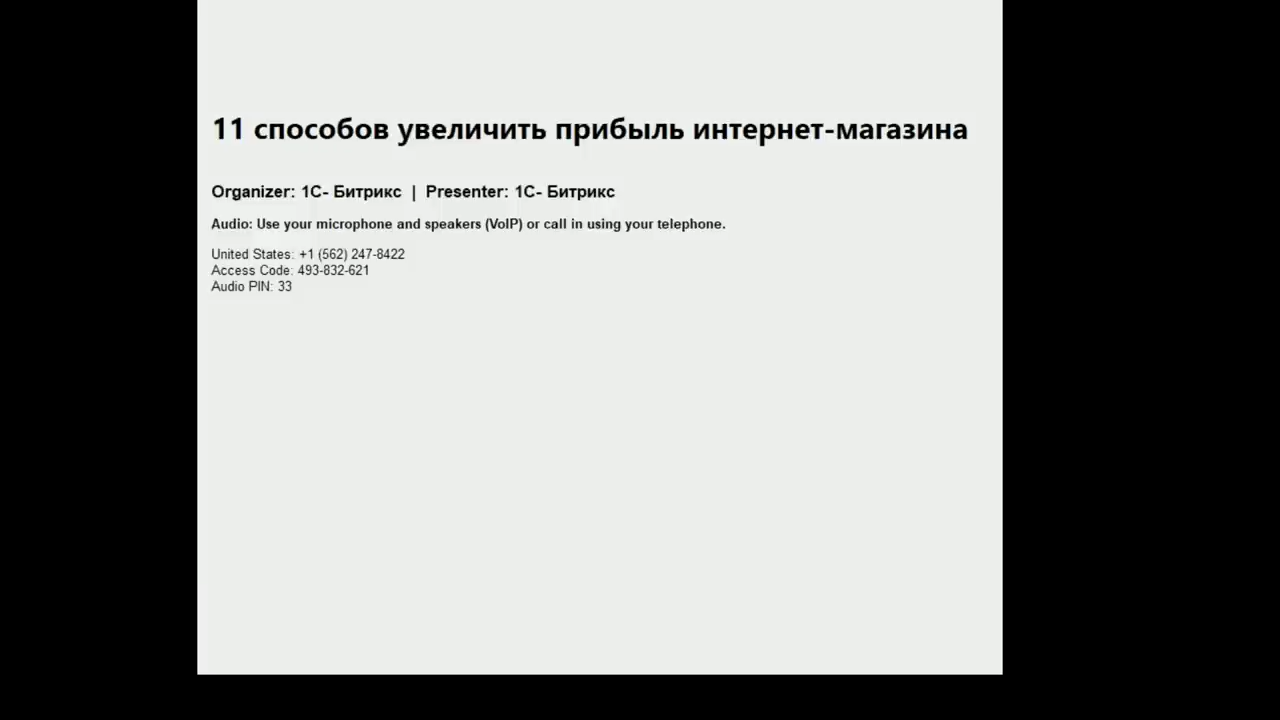 11 способов увеличить прибыль интернет-магазина
Organizer: 1С- Битрикс | Presenter: 1С- Битрикс
Audio: Use your microphone and speakers (VoIP) or call in using your telephone.
United States: +1 (562) 247-8422
Access Code: 493-832-621
Audio PIN: 33